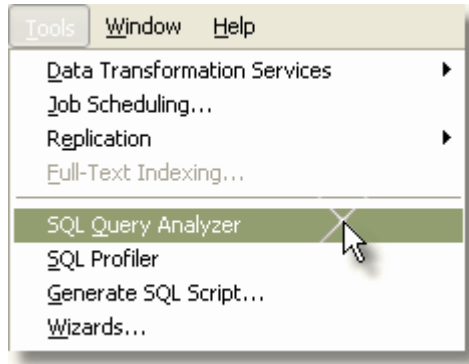 Tools Window Help
Data Transformation Services
Job Scheduling...
Replication
Full-Text Indexing...
SQL Query Analyzer
SQL Profiler
Generate SQL Script...
Wizards...